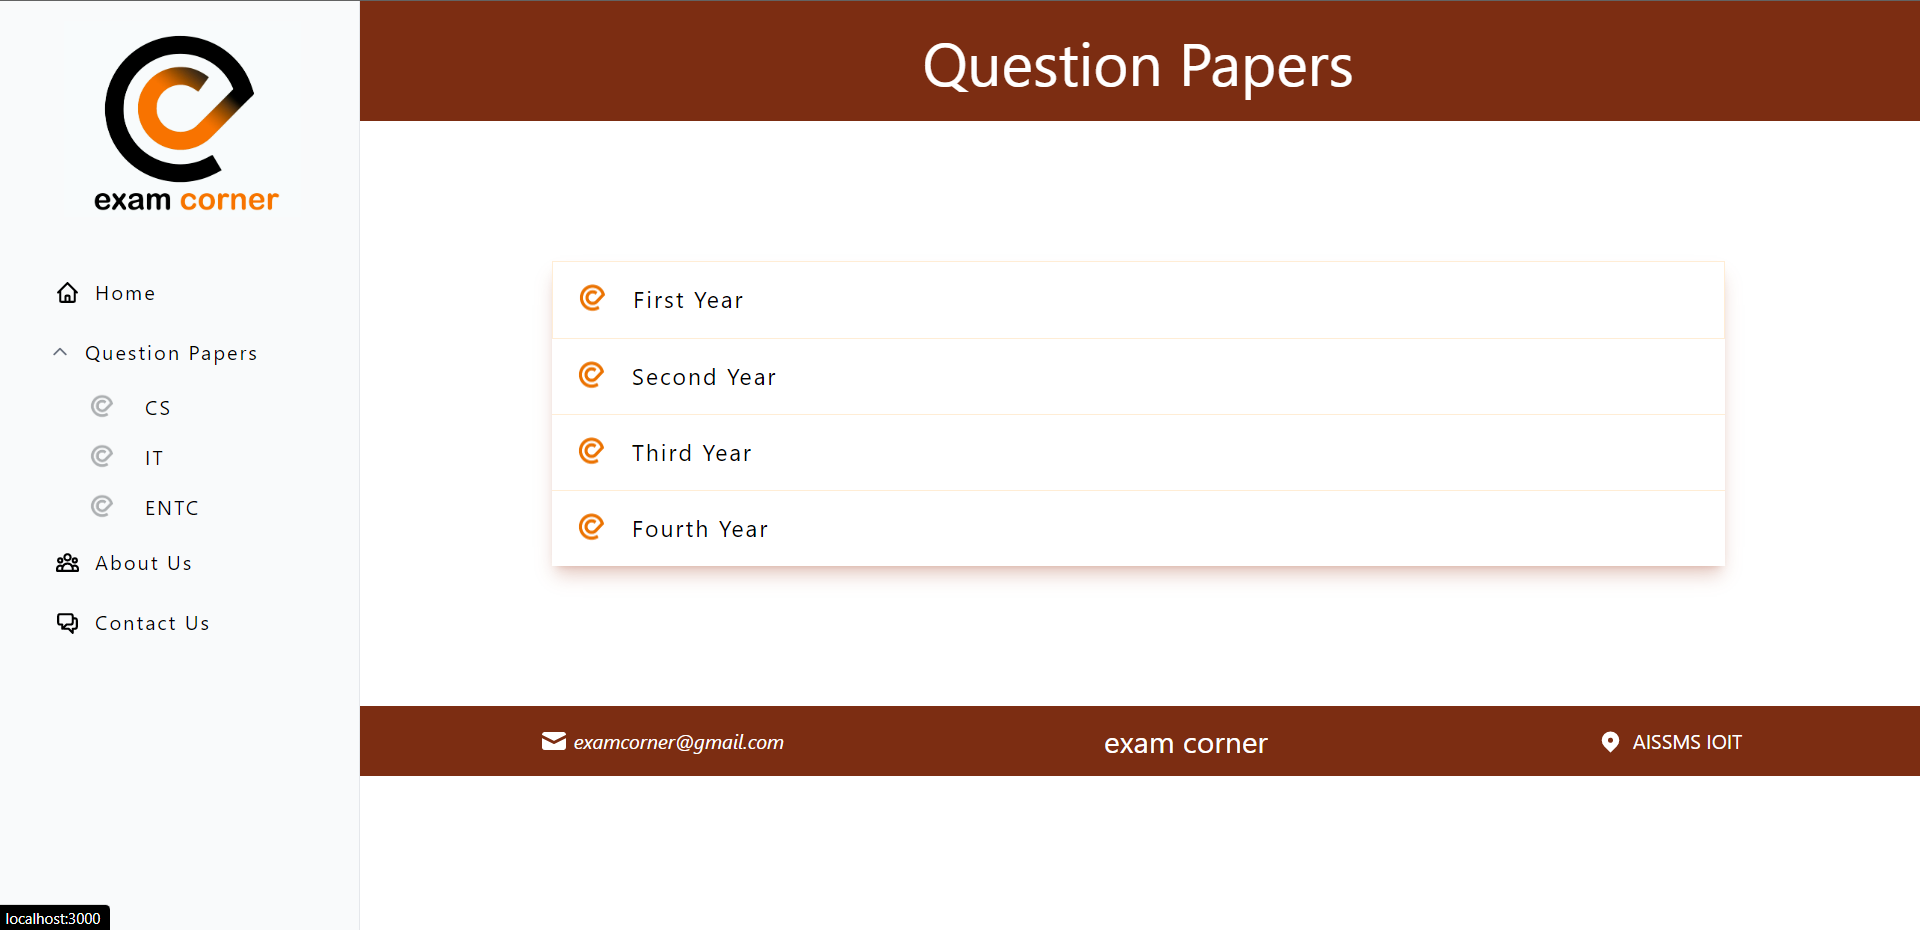 exam corner
Home
Question Papers
CS
IT
ENTC
About Us
Contact Us
Question Papers
First Year
Second Year
Third Year
Fourth Year
examcorner@gmail.com
exam corner
AISSMS IOIT
localhost:3000